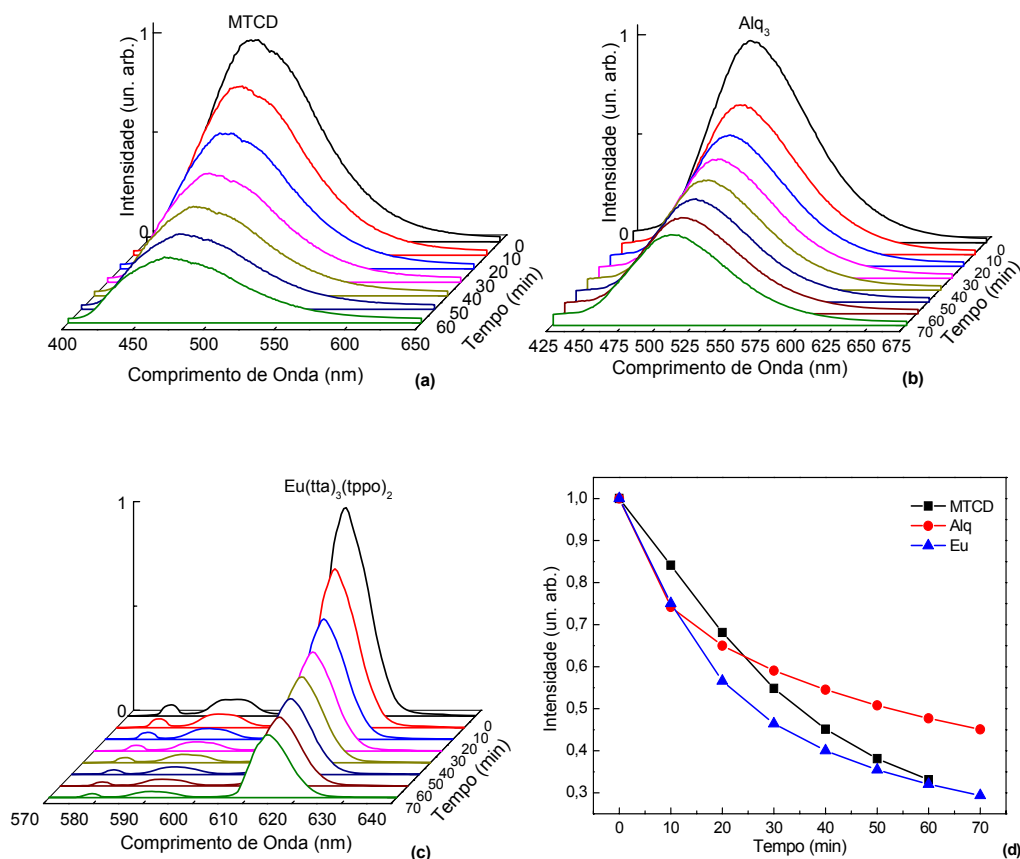 MTCD
Intensidade (un. arb.)
1
0
0
10
20
30
40
50
60
Tempo (min)
400 450 500 550 600 650
Comprimento de Onda (nm)
(a)
Alq3
Intensidade (un. arb.)
1
0
0
10
20
30
40
50
60
70
Tempo (min)
425 450 475 500 525 550 575 600 625 650 675
Comprimento de Onda (nm)
(b)
Eu(tta)3(tppo)2
Intensidade (un. arb.)
1
0
0
10
20
30
40
50
60
70
Tempo (min)
570 580 590 600 610 620 630 640
Comprimento de Onda (nm)
(c)
MTCD
Alq
Eu
Intensidade (un. arb.)
1,0
0,9
0,8
0,7
0,6
0,5
0,4
0,3
0 10 20 30 40 50 60 70
Tempo (min)
(d)